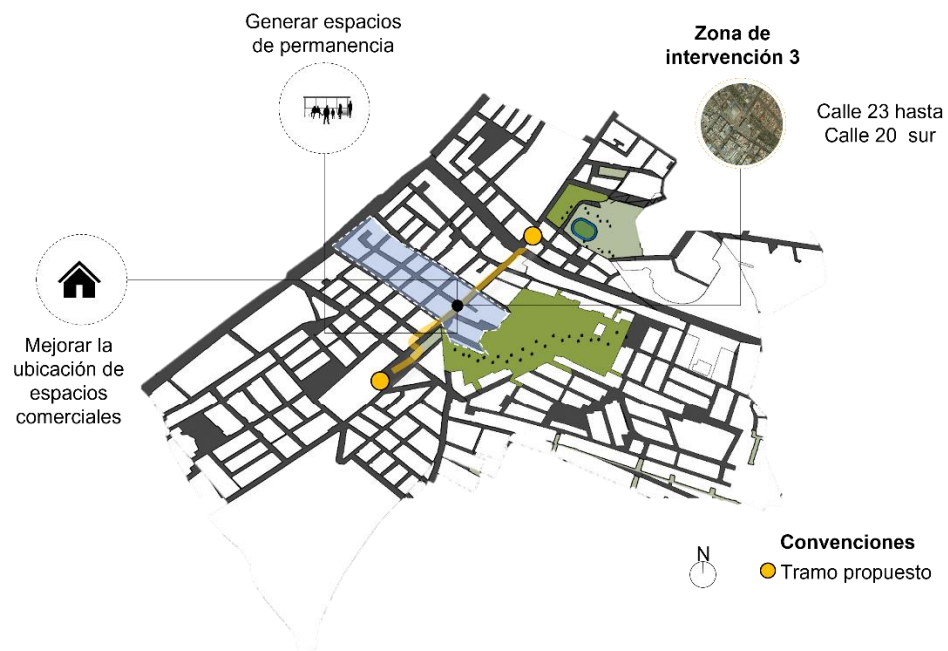 Generar espacios
de permanencia
Zona de
intervención 3
Calle 23 hasta
Calle 20 sur
Mejorar la
ubicación de
espacios
comerciales
N
Convenciones
Tramo propuesto